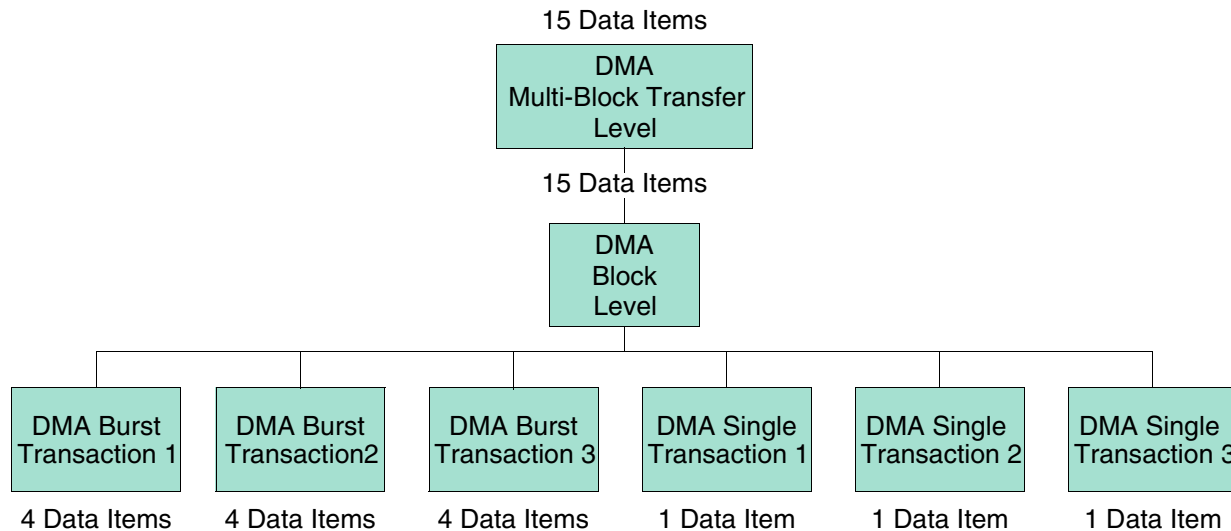 15 Data Items
DMA
Multi-Block Transfer
Level
15 Data Items
DMA
Block
Level
DMA Burst
Transaction 1
DMA Burst
Transaction2
DMA Burst
Transaction 3
DMA Single
Transaction 1
DMA Single
Transaction 2
DMA Single
Transaction 3
4 Data Items
4 Data Items
4 Data Items
1 Data Item
1 Data Item
1 Data Item